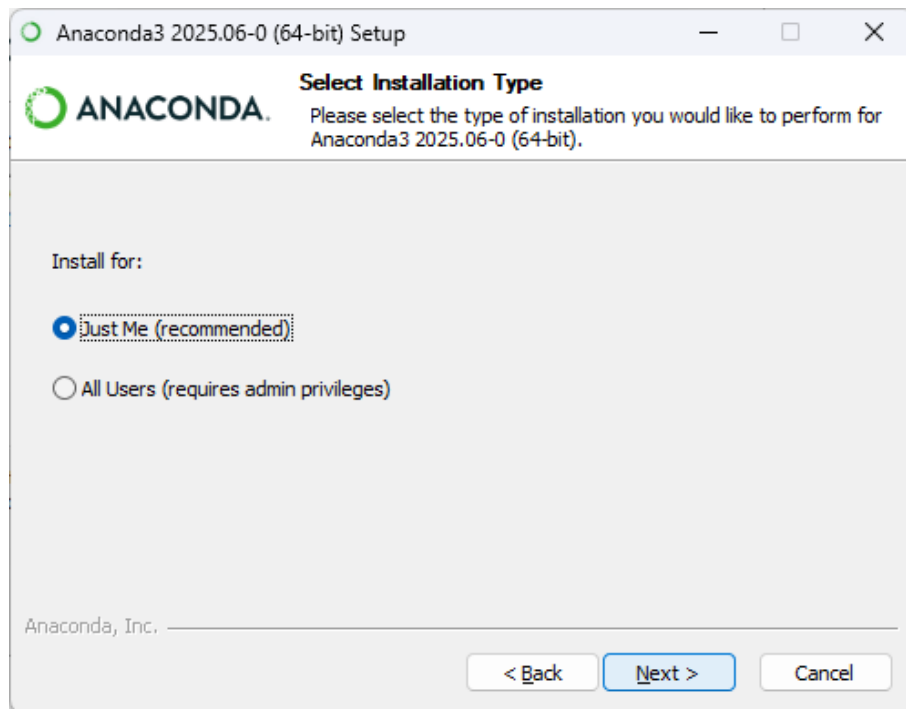 Anaconda3 2025.06-0 (64-bit) Setup
ANACONDA.
Select Installation Type
Please select the type of installation you would like to perform for
Anaconda3 2025.06-0 (64-bit).
Install for:
Just Me (recommended)
All Users (requires admin privileges)
Anaconda, Inc.
< Back
Next >
Cancel